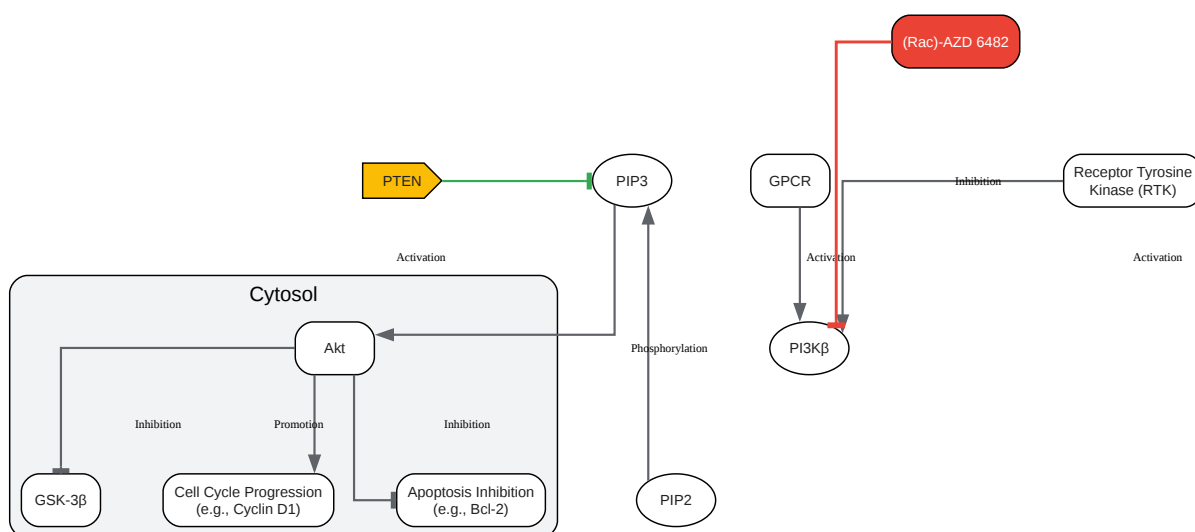 (Rac)-AZD 6482
PTEN
PIP3
GPCR
Inhibition
Receptor Tyrosine
Kinase (RTK)
Activation
Activation
Activation
Cytosol
Akt
Phosphorylation
PI3Kβ
Inhibition
Promotion
Inhibition
GSK-3β
Cell Cycle Progression
(e.g., Cyclin D1)
Apoptosis Inhibition
(e.g., Bcl-2)
PIP2